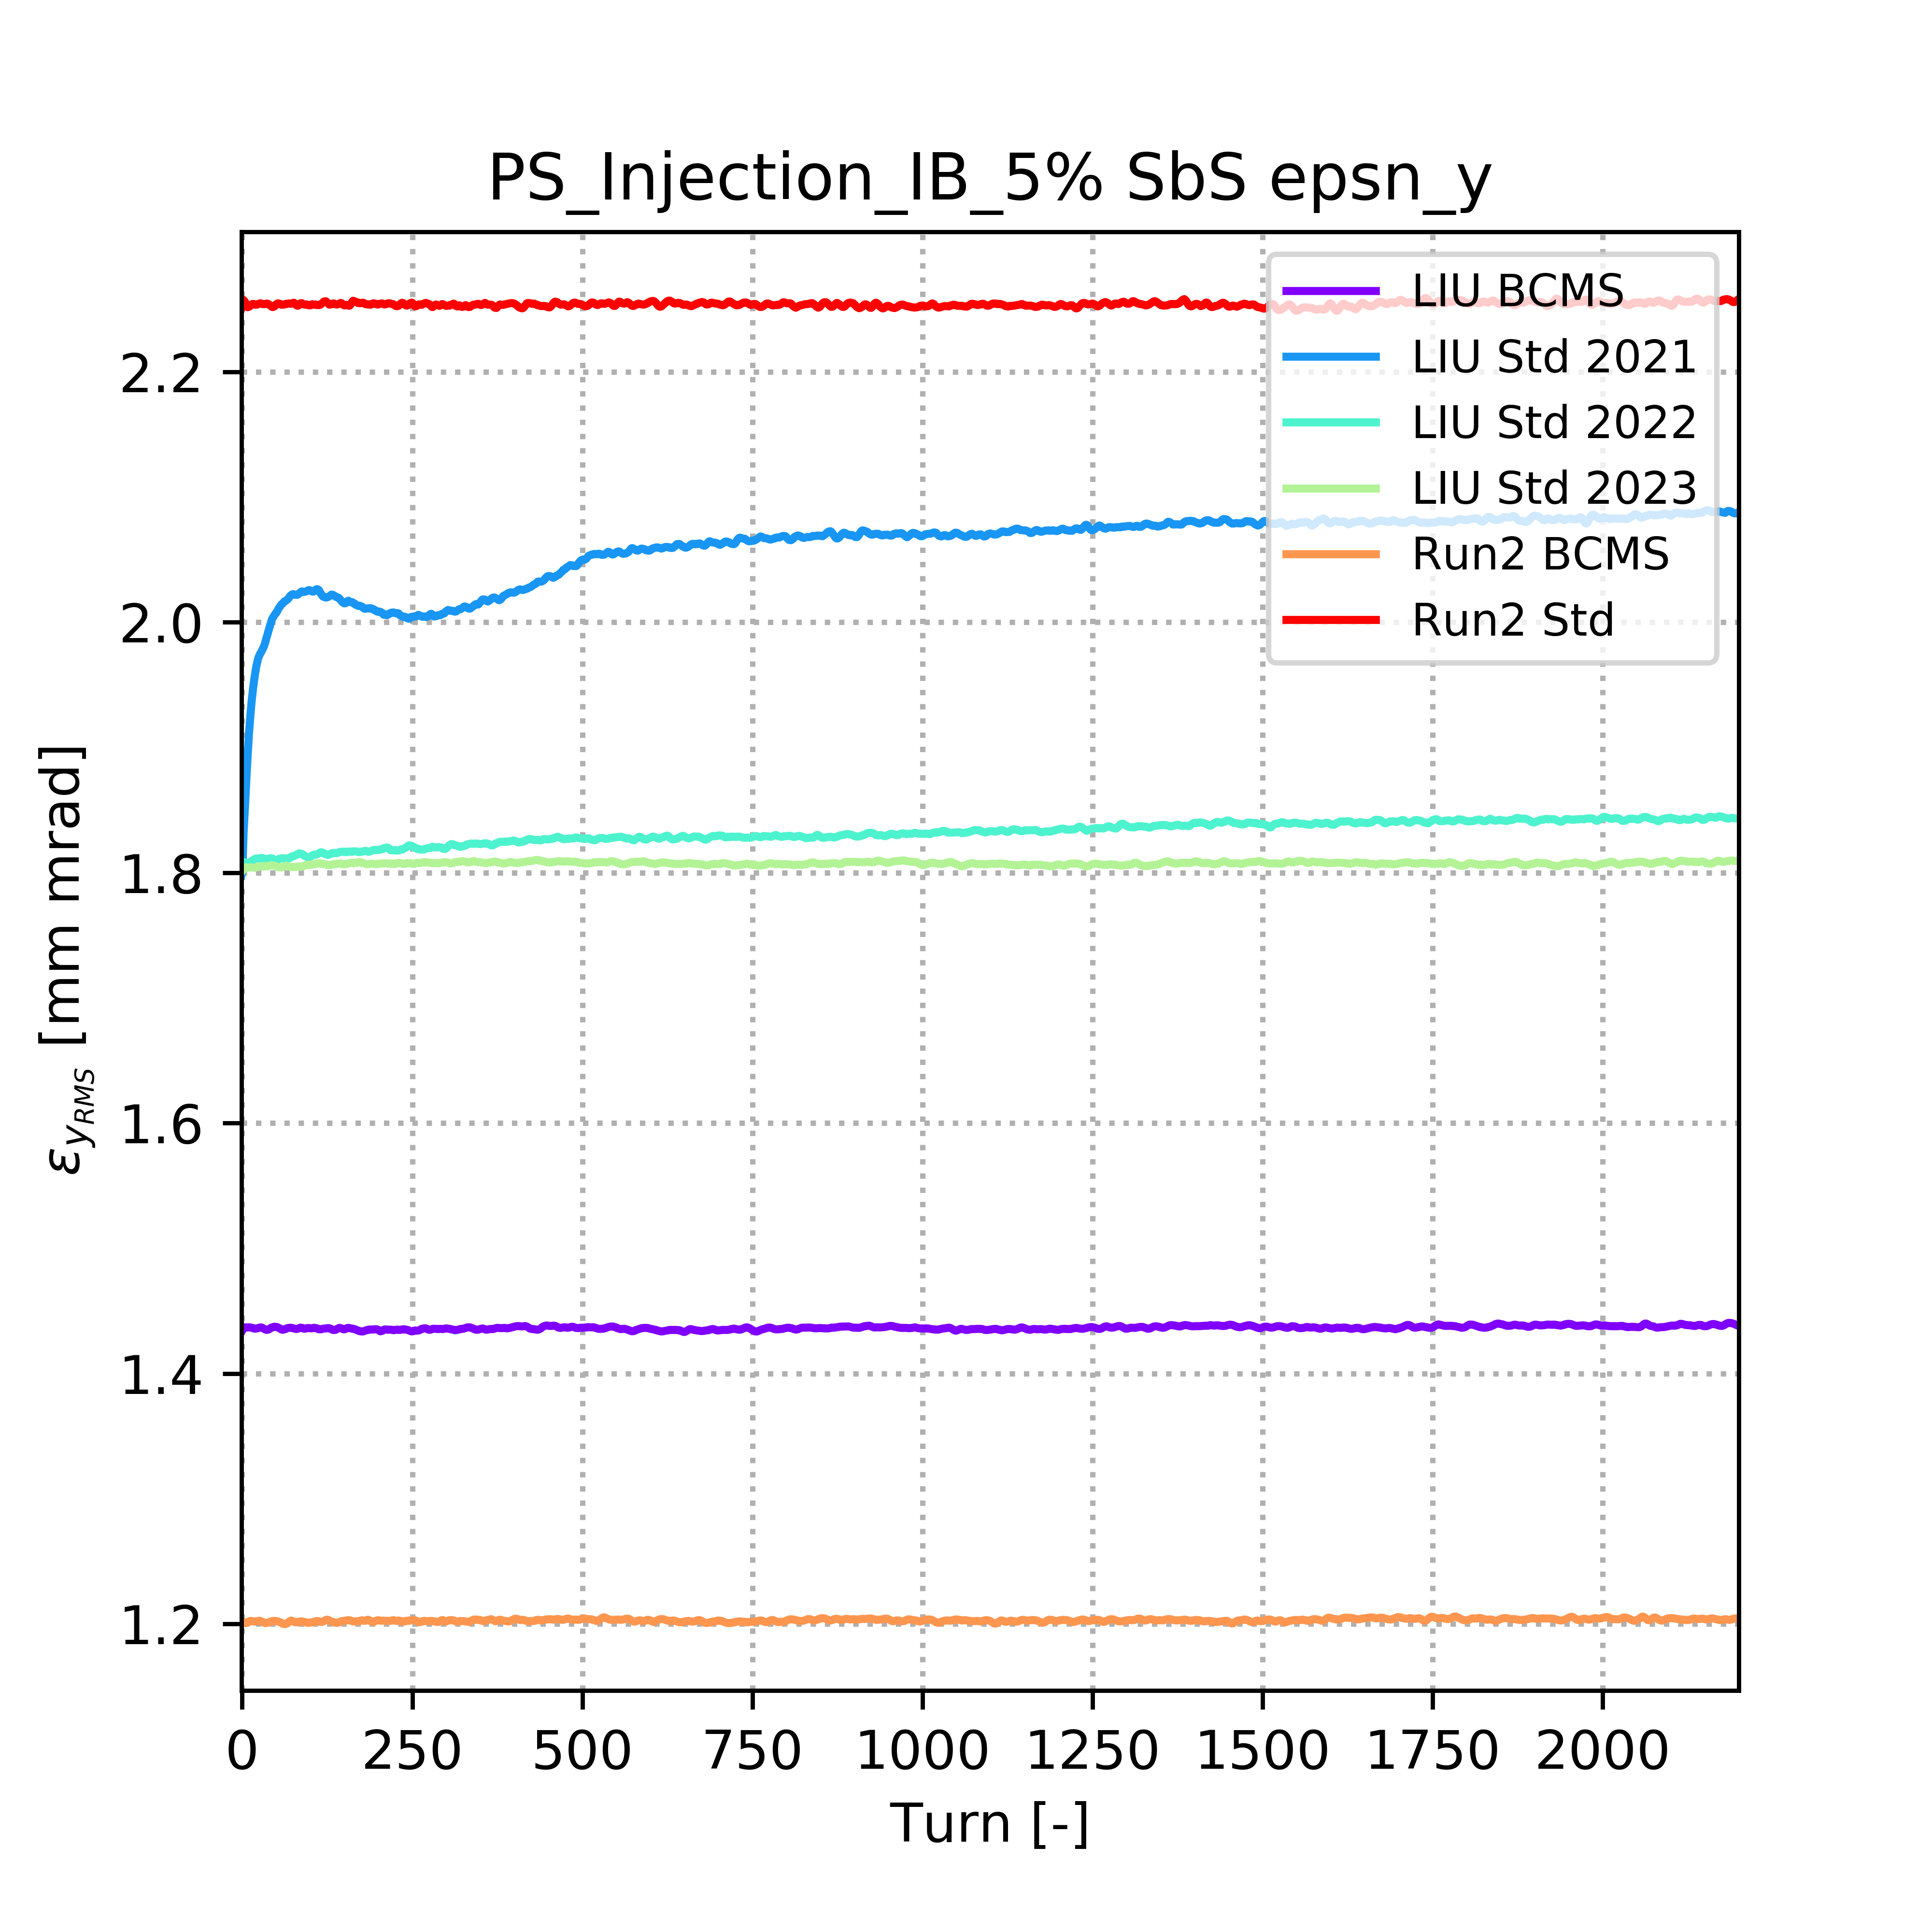 PS_Injection_IB_5% SbS epsn_y
LIU BCMS
LIU Std 2021
LIU Std 2022
LIU Std 2023
Run2 BCMS
Run2 Std
2.2
2.0
1.8
1.6
1.4
1.2
ε_{y_{RMS}} [mm mrad]
0 250 500 750 1000 1250 1500 1750 2000
Turn [-]